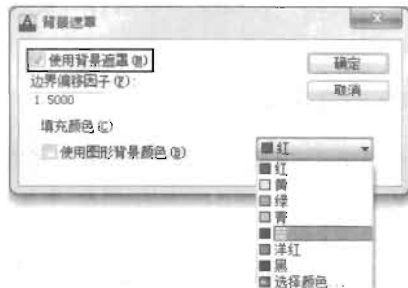 背景遮罩
使用背景遮罩(M)
确定
边界偏移因子(F):
取消
1.5000
填充颜色(C)
使用图形背景颜色(B)
红
红
黄
绿
青
洋红
黑
选择颜色...